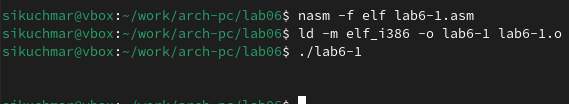 sikuchmar@vbox:~/work/arch-pc/lab06$ nasm -f elf lab6-1.asm
sikuchmar@vbox:~/work/arch-pc/lab06$ ld -m elf_i386 -o lab6-1 lab6-1.o
sikuchmar@vbox:~/work/arch-pc/lab06$ ./lab6-1
sikuchmar@vbox:~/work/arch-pc/lab06$